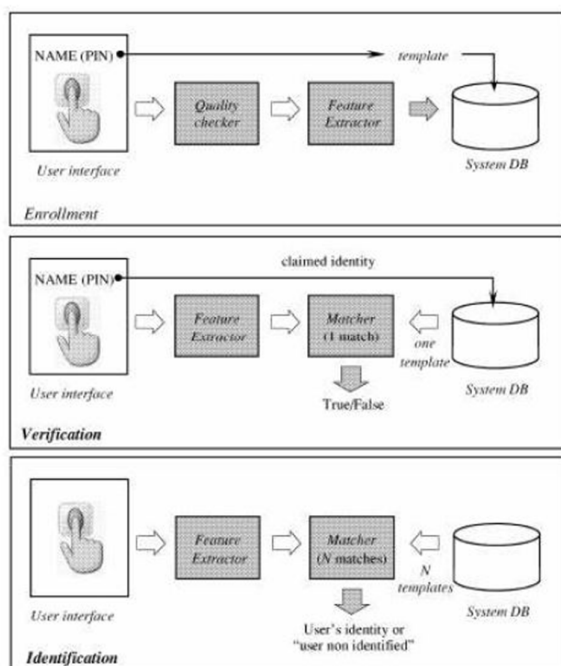 NAME (PIN)
template
Quality
checker
Feature
Extractor
User interface
System DB
Enrollment
NAME (PIN)
claimed identity
Feature
Extractor
Matcher
(1 match)
one
template
User interface
System DB
True/False
Verification
Feature
Extractor
Matcher
(N matches)
N
templates
User interface
System DB
User's identity or
"user non identified"
Identification